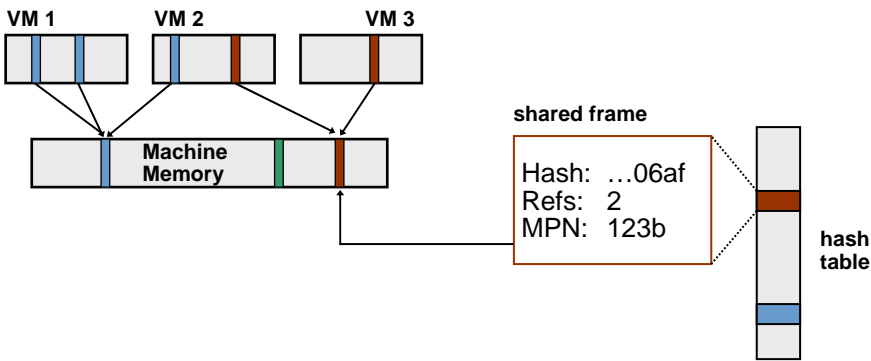 VM 1
VM 2
VM 3
Machine
Memory
shared frame
Hash: …06af
Refs: 2
MPN: 123b
hash
table